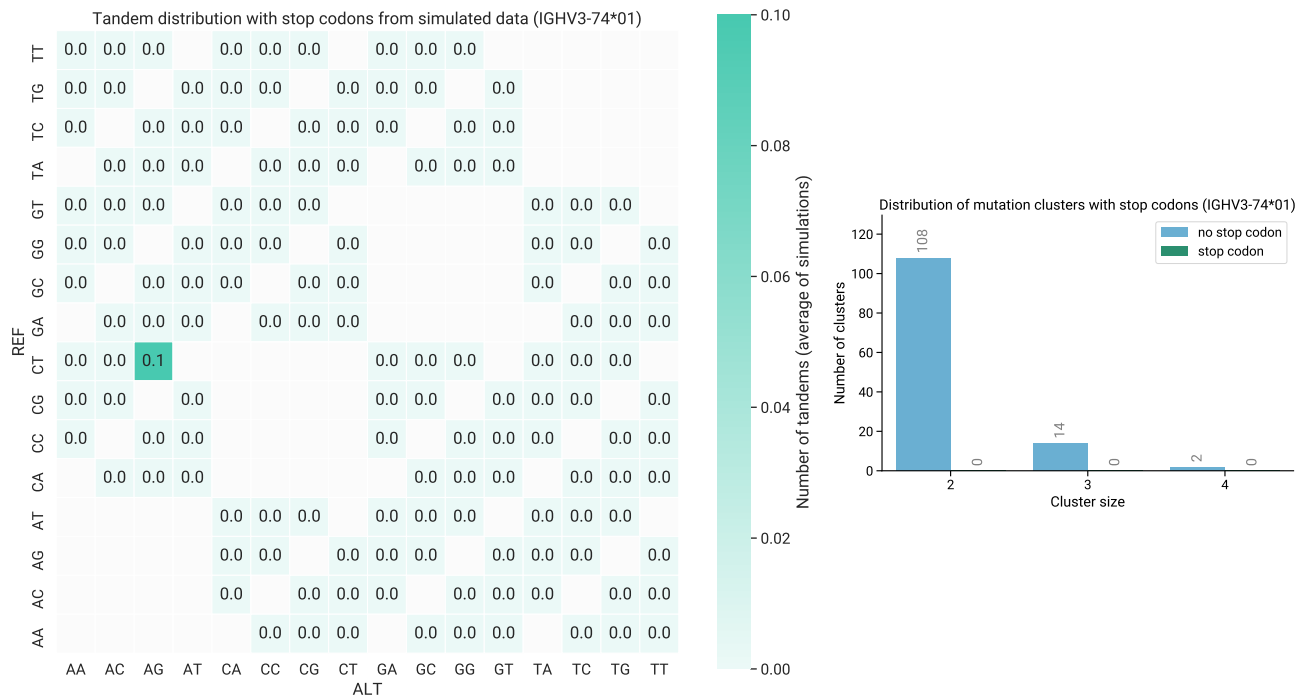 Tandem distribution with stop codons from simulated data (IGHV3-74*01)
REF
TT 0.0 0.0 0.0 0.0 0.0 0.0 0.0 0.0 0.0
TG 0.0 0.0 0.0 0.0 0.0 0.0 0.0 0.0 0.0
TC 0.0 0.0 0.0 0.0 0.0 0.0 0.0 0.0 0.0
TA 0.0 0.0 0.0 0.0 0.0 0.0 0.0 0.0 0.0
GT 0.0 0.0 0.0 0.0 0.0 0.0 0.0 0.0 0.0
GG 0.0 0.0 0.0 0.0 0.0 0.0 0.0 0.0 0.0
GC 0.0 0.0 0.0 0.0 0.0 0.0 0.0 0.0 0.0
GA 0.0 0.0 0.0 0.0 0.0 0.0 0.0 0.0 0.0
CT 0.0 0.0 0.1 0.0 0.0 0.0 0.0 0.0 0.0
CG 0.0 0.0 0.0 0.0 0.0 0.0 0.0 0.0 0.0
CC 0.0 0.0 0.0 0.0 0.0 0.0 0.0 0.0 0.0
CA 0.0 0.0 0.0 0.0 0.0 0.0 0.0 0.0 0.0
AT 0.0 0.0 0.0 0.0 0.0 0.0 0.0 0.0 0.0
AG 0.0 0.0 0.0 0.0 0.0 0.0 0.0 0.0 0.0
AC 0.0 0.0 0.0 0.0 0.0 0.0 0.0 0.0 0.0
AA 0.0 0.0 0.0 0.0 0.0 0.0 0.0 0.0 0.0
AA AC AG AT CA CC CG CT GA GC GG GT TA TC TG TT
ALT
0.10
0.08
0.06
0.04
0.02
0.00
Number of tandems (average of simulations)
Distribution of mutation clusters with stop codons (IGHV3-74*01)
no stop codon
stop codon
Number of clusters
120
100
80
60
40
20
0
108
0
14
0
2
0
2 3 4
Cluster size